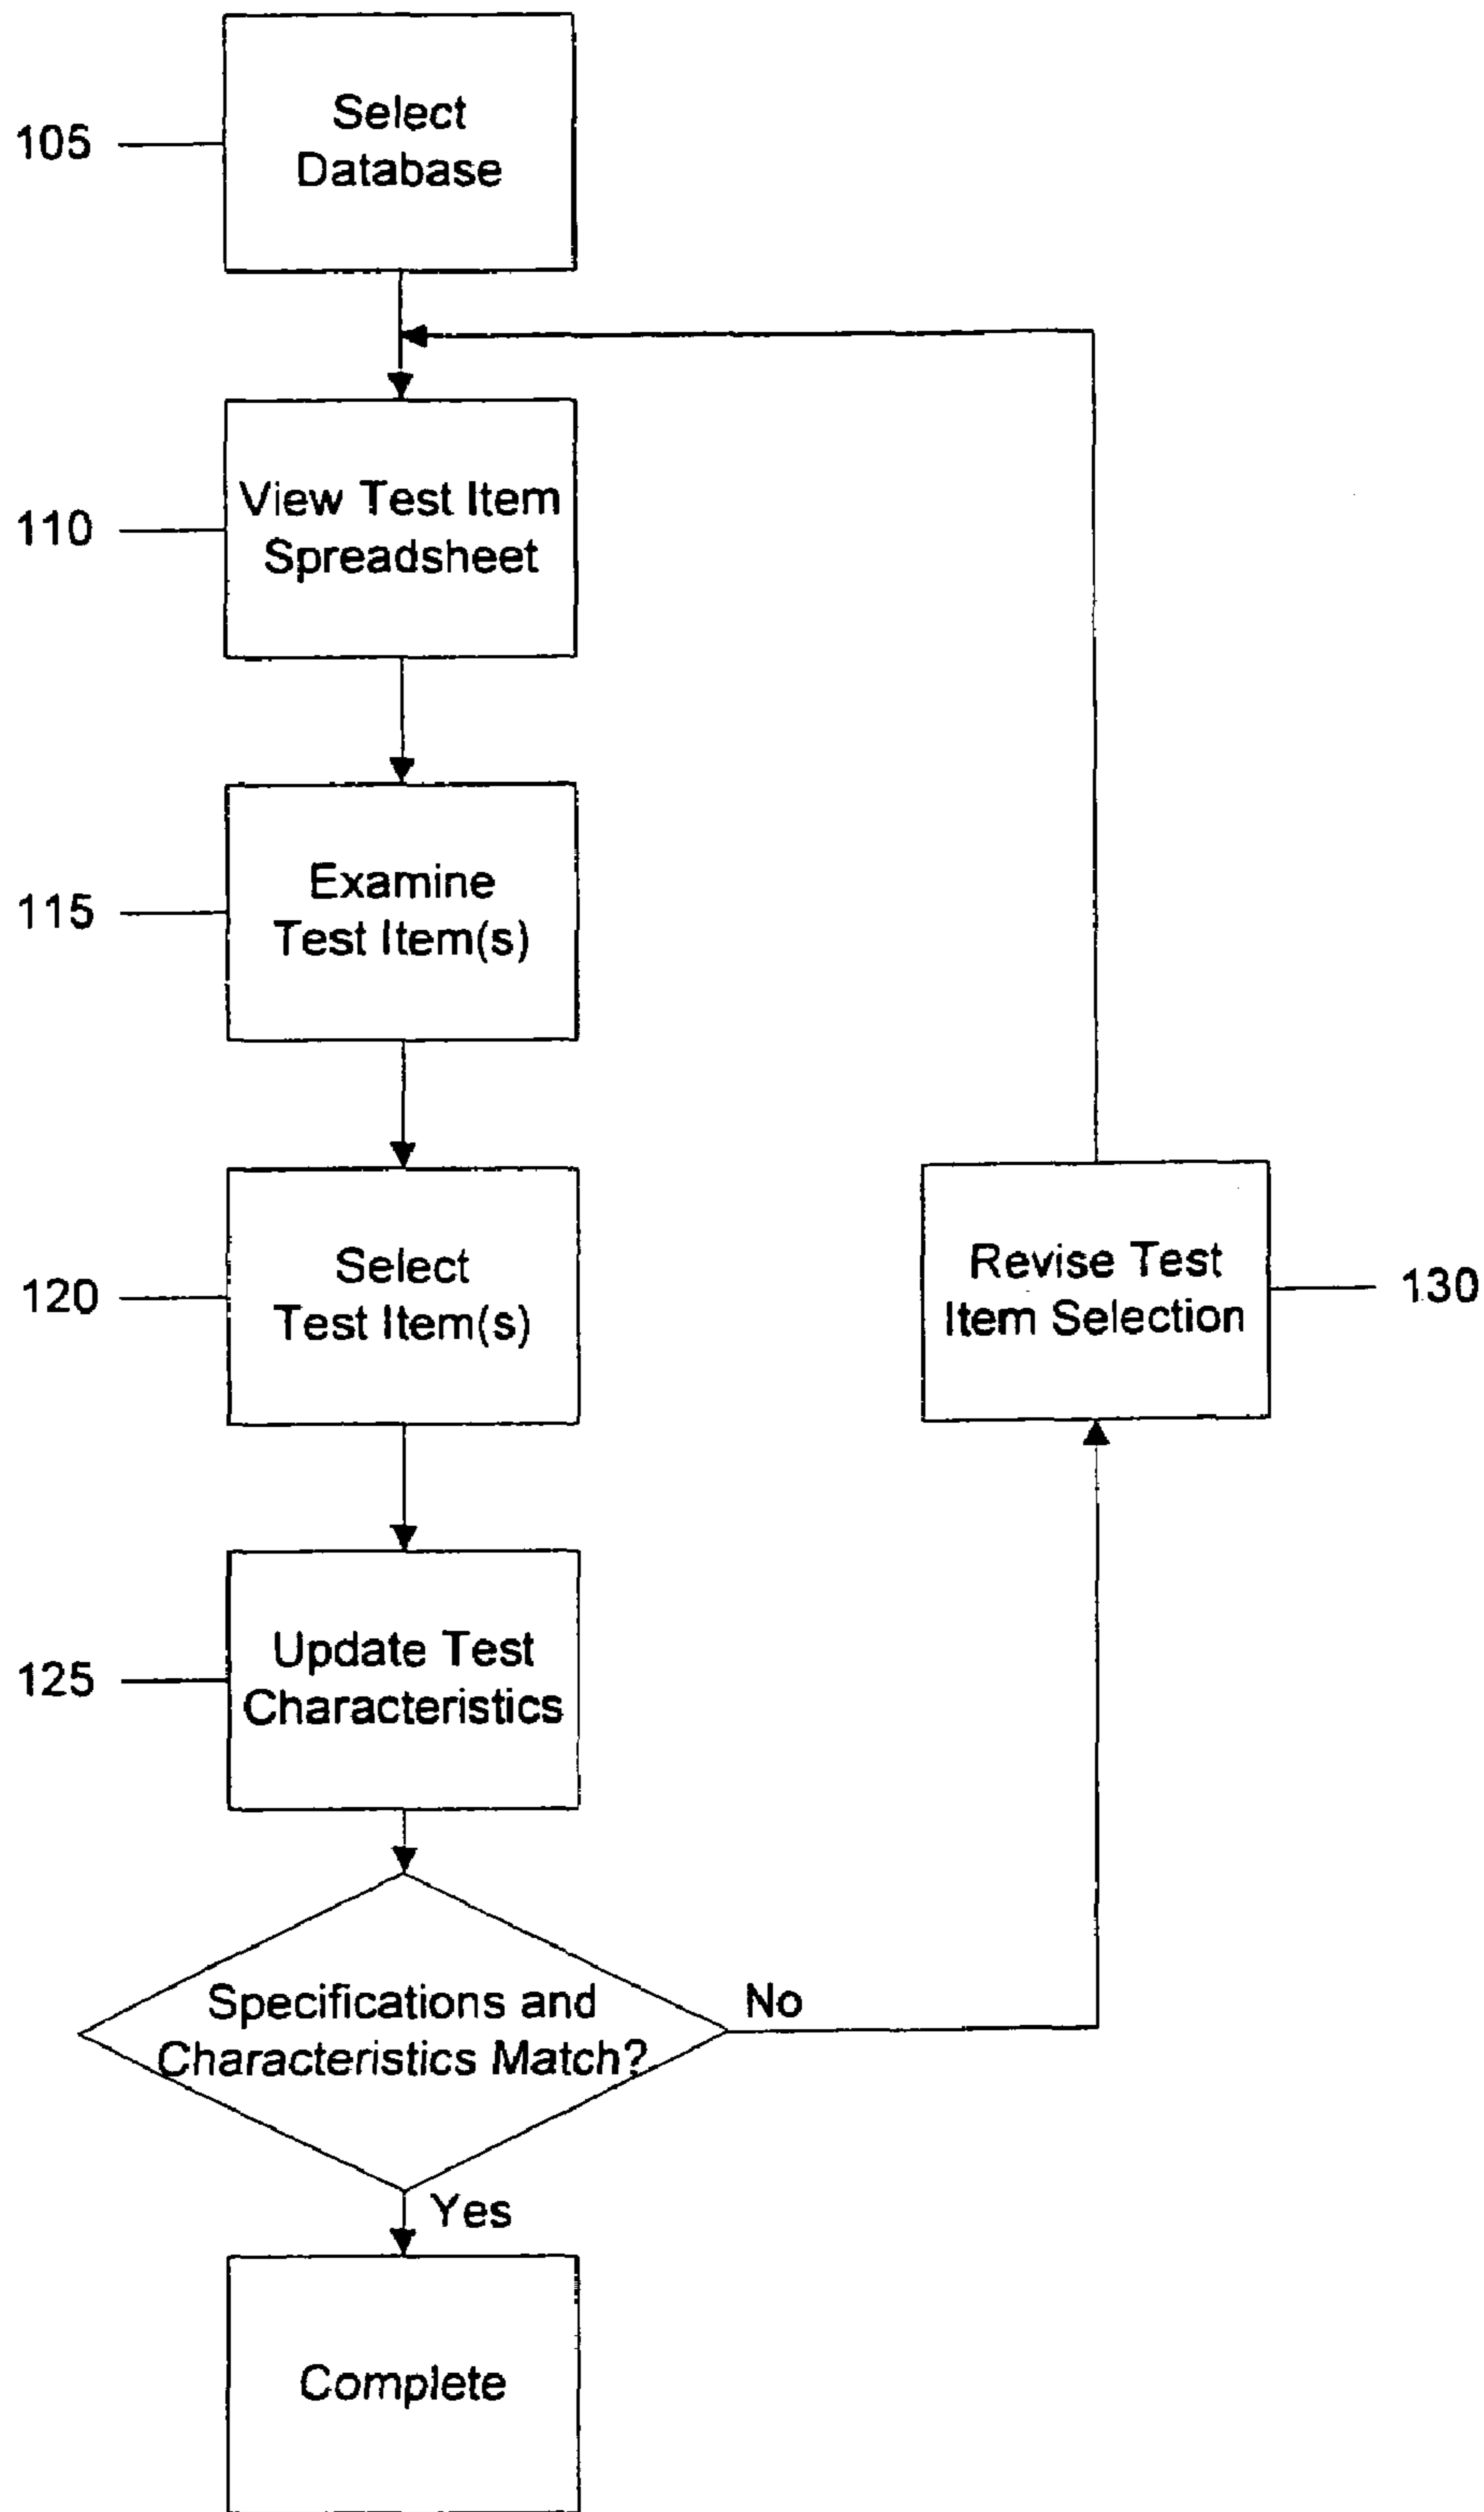 105
Select
Database
110
View Test Item
Spreadsheet
115
Examine
Test Item(s)
120
Select
Test Item(s)
Revise Test
Item Selection
130
125
Update Test
Characteristics
Specifications and
Characteristics Match?
No
Yes
Complete